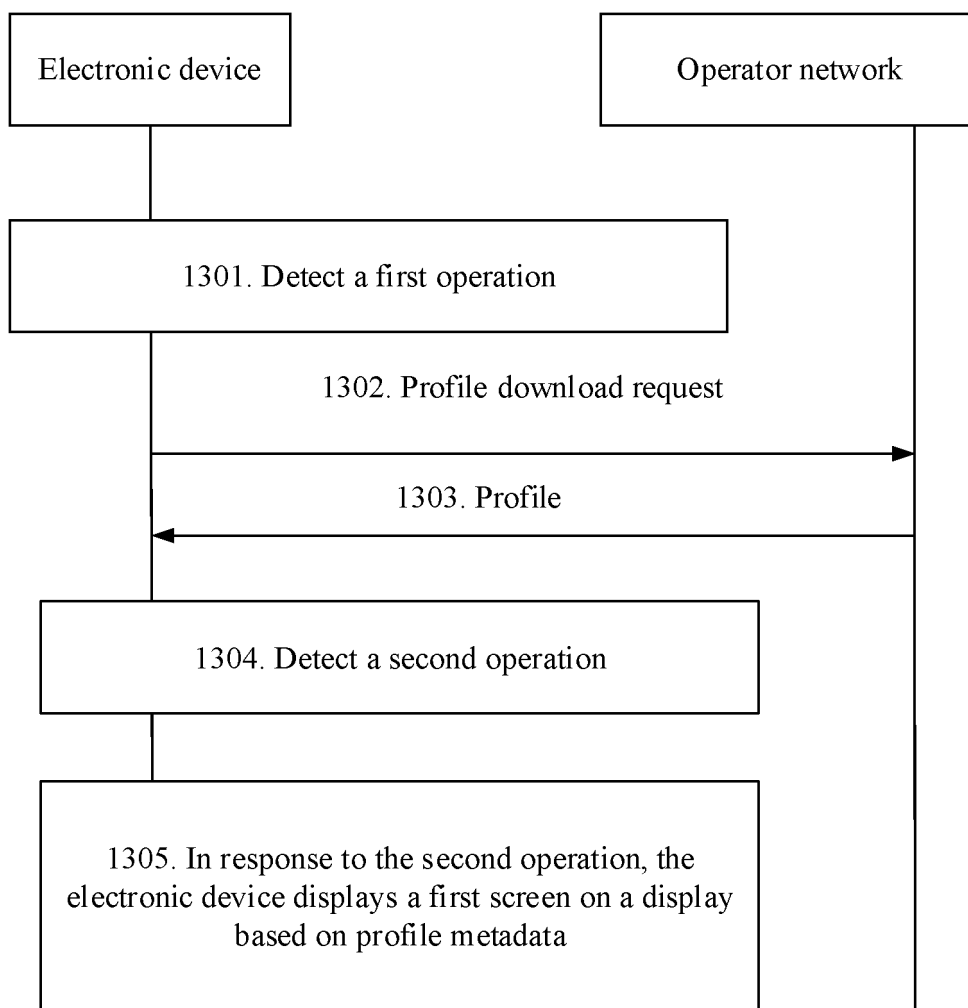 Electronic device
Operator network
1301. Detect a first operation
1302. Profile download request
1303. Profile
1304. Detect a second operation
1305. In response to the second operation, the
electronic device displays a first screen on a display
based on profile metadata